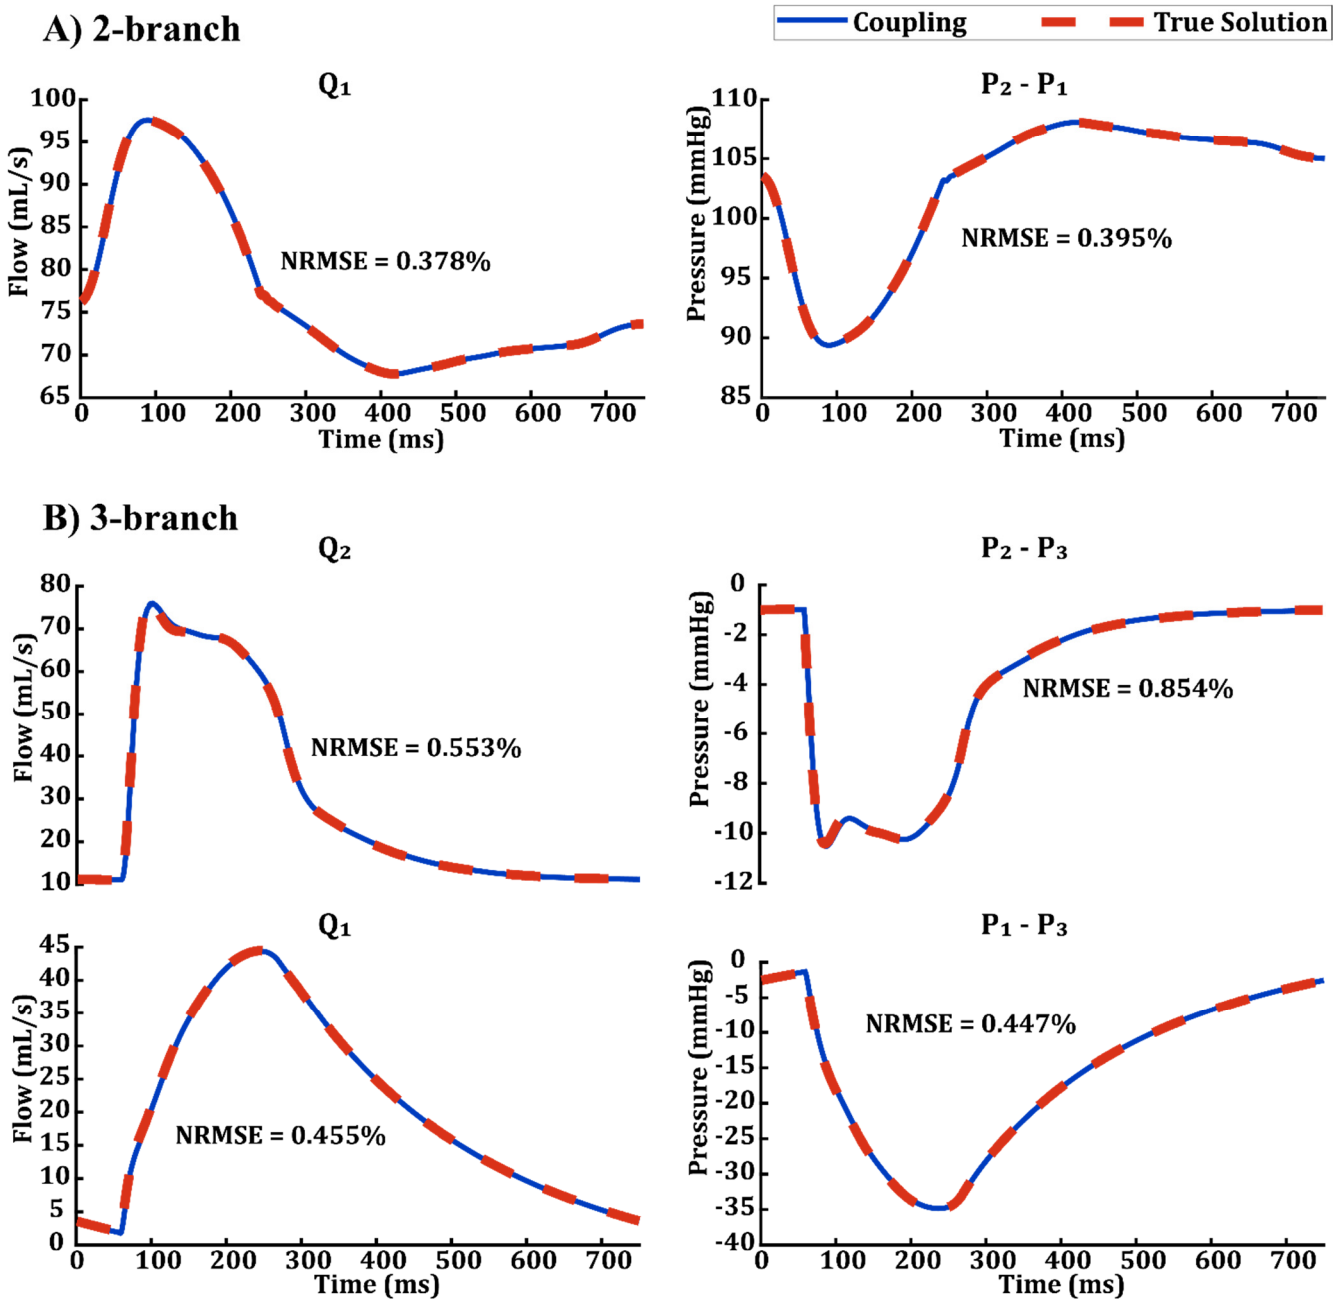 A) 2-branch
Coupling True Solution
Q₁
Flow (mL/s)
100
95
90
85
80
75
70
65
NRMSE = 0.378%
0 100 200 300 400 500 600 700
Time (ms)
P₂ - P₁
Pressure (mmHg)
110
105
100
95
90
85
NRMSE = 0.395%
0 100 200 300 400 500 600 700
Time (ms)
B) 3-branch
Q₂
Flow (mL/s)
80
70
60
50
40
30
20
10
NRMSE = 0.553%
P₂ - P₃
Pressure (mmHg)
0
-2
-4
-6
-8
-10
-12
NRMSE = 0.854%
Q₁
Flow (mL/s)
45
40
35
30
25
20
15
10
5
0
NRMSE = 0.455%
0 100 200 300 400 500 600 700
Time (ms)
P₁ - P₃
Pressure (mmHg)
0
-5
-10
-15
-20
-25
-30
-35
-40
NRMSE = 0.447%
0 100 200 300 400 500 600 700
Time (ms)